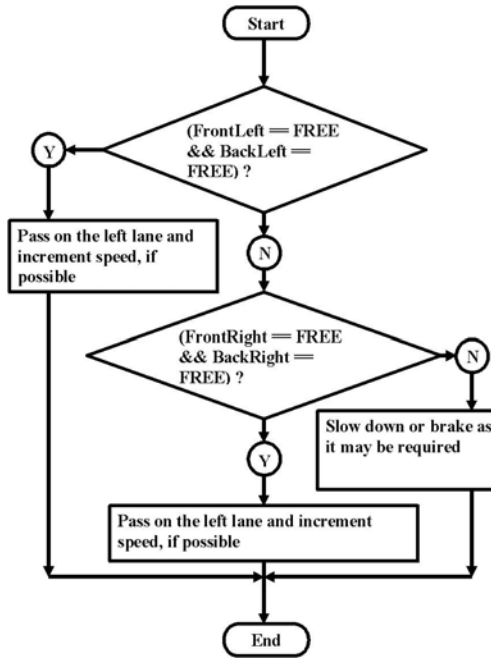 Start
(FrontLeft == FREE
&& BackLeft ==
FREE) ?
Y
Pass on the left lane and
increment speed, if
possible
N
(FrontRight == FREE
&& BackRight ==
FREE) ?
N
Slow down or brake as
it may be required
Y
Pass on the left lane and increment
speed, if possible
End